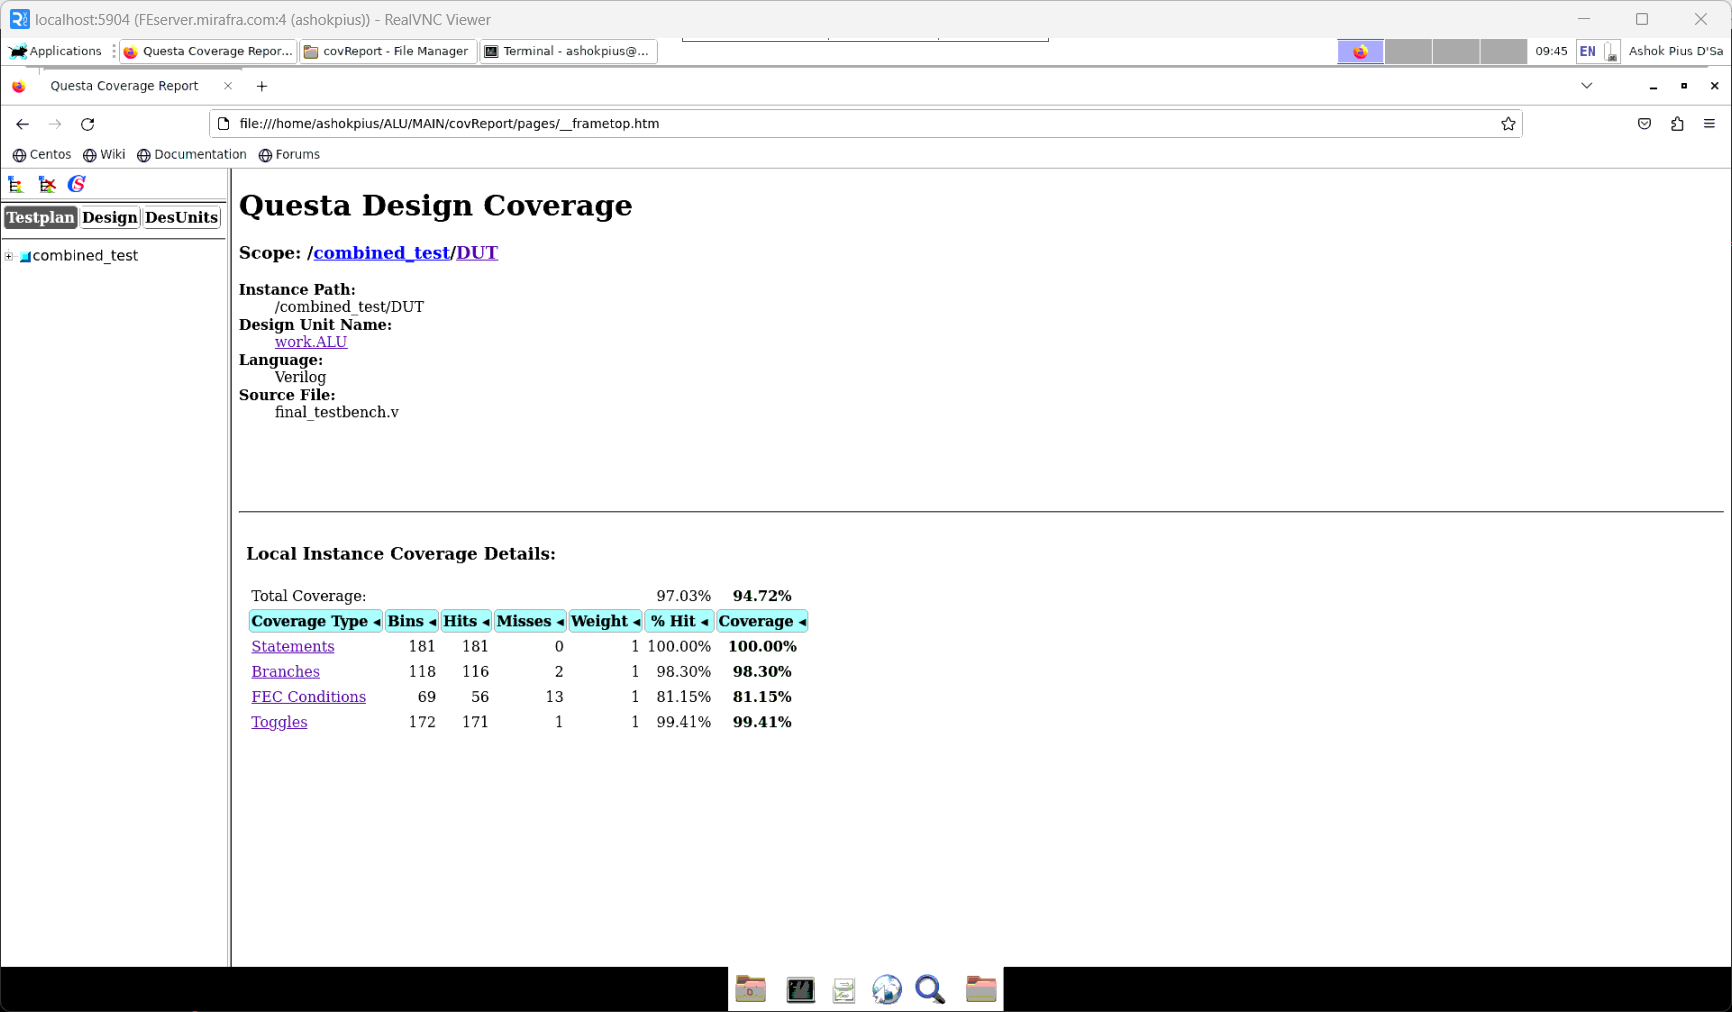 localhost:5904 (FEserver.mirafra.com:4 (ashokpius)) - RealVNC Viewer
Applications
Questa Coverage Repor...
covReport - File Manager
Terminal - ashokpius@...
09:45
EN
Ashok Pius D'Sa
Questa Coverage Report
file:///home/ashokpius/ALU/MAIN/covReport/pages/__frametop.htm
Centos Wiki Documentation Forums
Testplan Design DesUnits
combined_test
Questa Design Coverage
Scope: /combined_test/DUT
Instance Path:
/combined_test/DUT
Design Unit Name:
work.ALU
Language:
Verilog
Source File:
final_testbench.v
Local Instance Coverage Details:
Total Coverage: 97.03% 94.72%
Coverage Type Bins Hits Misses Weight % Hit Coverage
Statements 181 181 0 1 100.00% 100.00%
Branches 118 116 2 1 98.30% 98.30%
FEC Conditions 69 56 13 1 81.15% 81.15%
Toggles 172 171 1 1 99.41% 99.41%